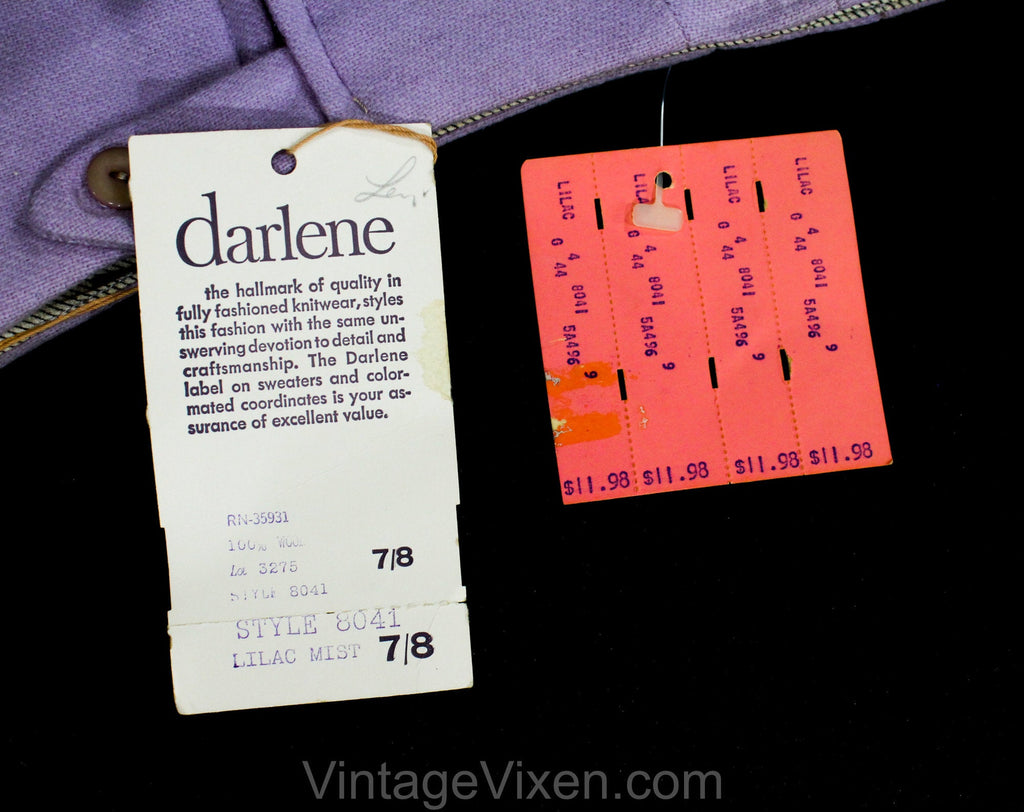 darlene
the hallmark of quality in
fully fashioned knitwear, styles
this fashion with the same un-
swerving devotion to detail and
craftsmanship. The Darlene
label on sweaters and color-
mated coordinates is your as-
surance of excellent value.
RN-35931
100% WOOL
La 3275
7/8
STYLE 8041
STYLE 8041
LILAC MIST 7/8
LILAC G 4 44 8041 5A496 9
LILAC G 4 44 8041 5A496 9
LILAC G 4 44 8041 5A496 9
LILAC G 4 44 8041 5A496 9
$11.98 $11.98 $11.98 $11.98
VintageVixen.com